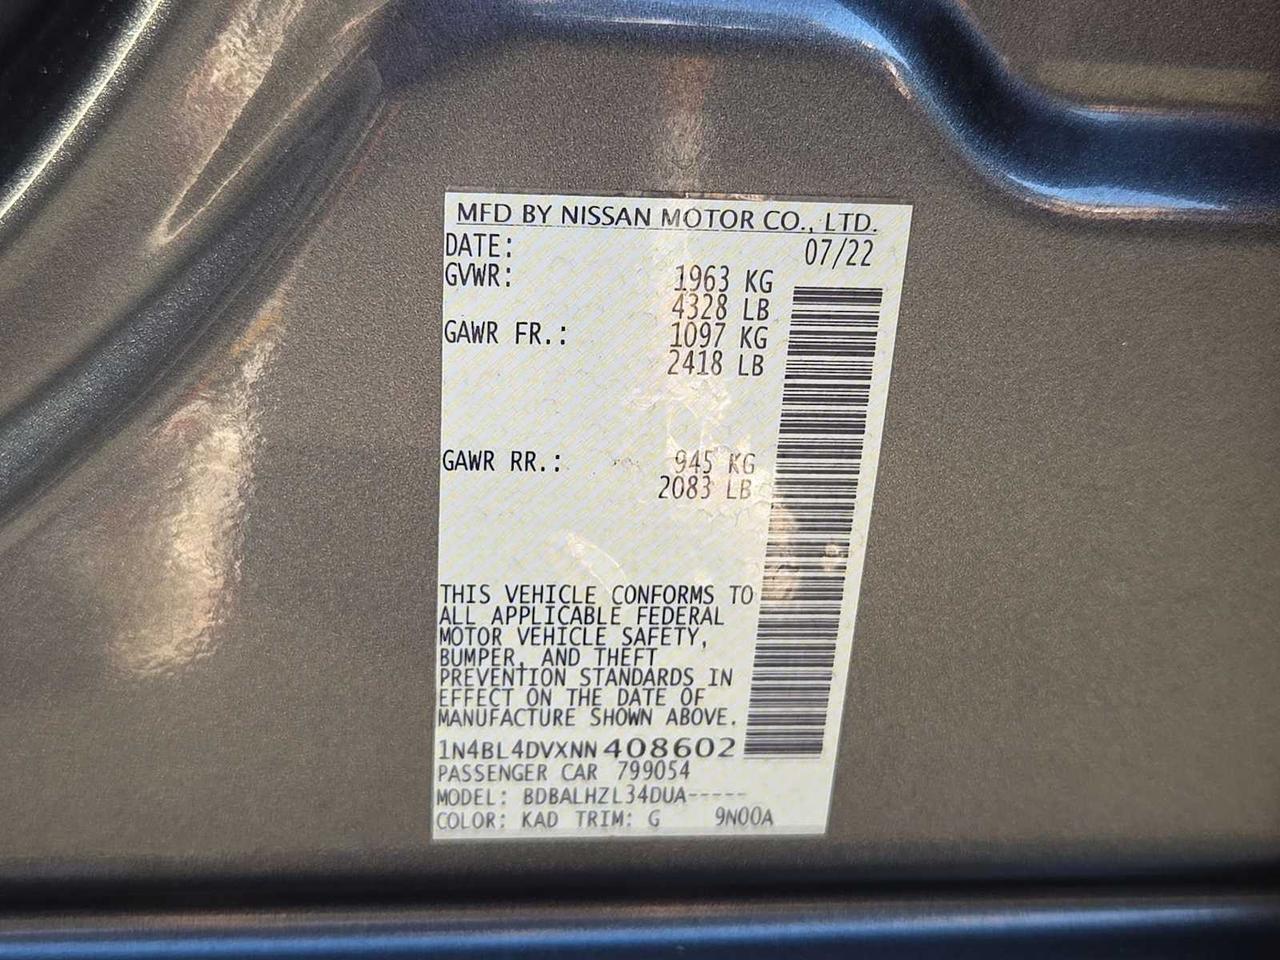 MFD BY NISSAN MOTOR CO., LTD.
DATE: 07/22
GVWR: 1963 KG
4328 LB
GAWR FR.: 1097 KG
2418 LB
GAWR RR.: 945 KG
2083 LB
THIS VEHICLE CONFORMS TO
ALL APPLICABLE FEDERAL
MOTOR VEHICLE SAFETY,
BUMPER, AND THEFT
PREVENTION STANDARDS IN
EFFECT ON THE DATE OF
MANUFACTURE SHOWN ABOVE.
1N4BL4DVXNN408602
PASSENGER CAR 799054
MODEL: BDBALHZL34DUA-----
COLOR: KAD TRIM: G 9N00A